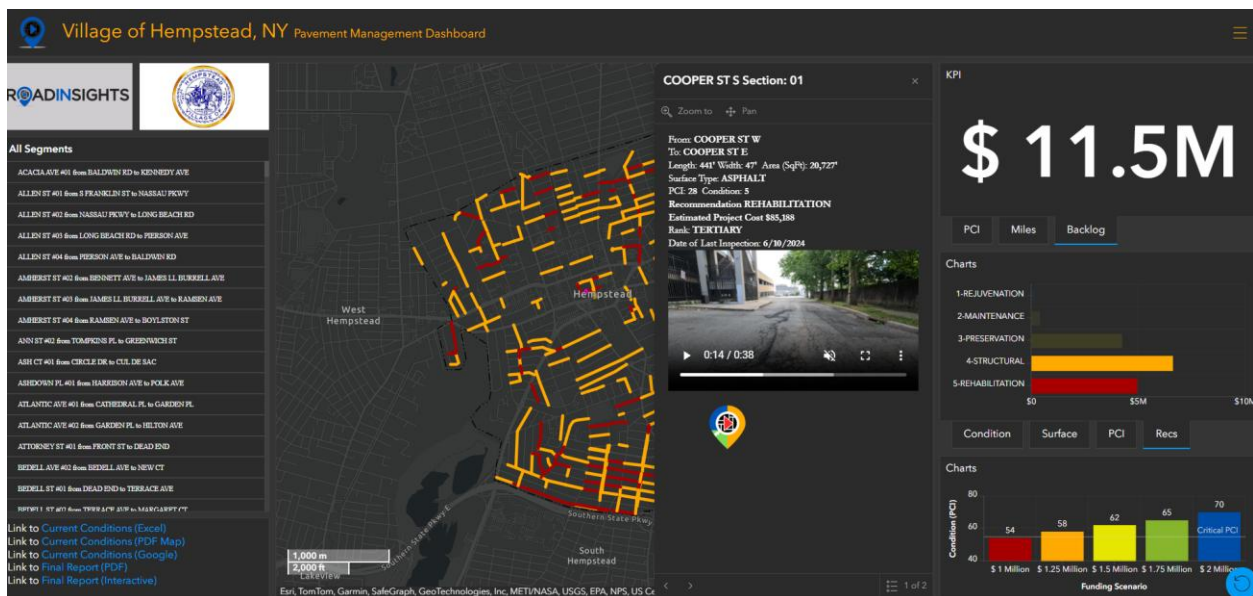 Village of Hempstead, NY Pavement Management Dashboard
ROADINSIGHTS
HEMPSTEAD
VILLAGE OF
All Segments
ACACIA AVE #01 from BALDWIN RD to KENNEDY AVE
ALLEN ST #01 from S FRANKLIN ST to NASSAU PKWY
ALLEN ST #02 from NASSAU PKWY to LONG BEACH RD
ALLEN ST #03 from LONG BEACH RD to PIERSON AVE
ALLEN ST #04 from PIERSON AVE to BALDWIN RD
AMHERST ST #02 from BENNETT AVE to JAMES LL BURRELL AVE
AMHERST ST #03 from JAMES LL BURRELL AVE to RAMSEN AVE
AMHERST ST #04 from RAMSEN AVE to BOYLSTON ST
ANN ST #02 from TOMPKINS PL to GREENWICH ST
ASH CT #01 from CIRCLE DR to CUL DE SAC
ASHDOWN PL #01 from HARRISON AVE to POLK AVE
ATLANTIC AVE #01 from CATHEDRAL PL to GARDEN PL
ATLANTIC AVE #02 from GARDEN PL to HILTON AVE
ATTORNEY ST #01 from FRONT ST to DEAD END
BEDELL AVE #02 from BEDELL AVE to NEW CT
BEDELL ST #01 from DEAD END to TERRACE AVE
BEDELL ST #02 from TERRACE AVE to MARGARET CT
Link to Current Conditions (Excel)
Link to Current Conditions (PDF Map)
Link to Current Conditions (Google)
Link to Final Report (PDF)
Link to Final Report (Interactive)
West
Hempstead
Hempstead
Southern State Pkwy E
Southern State Pkwy
South
Hempstead
Lakeview
1,000 m
2,000 ft
Esri, TomTom, Garmin, SafeGraph, GeoTechnologies, Inc, METI/NASA, USGS, EPA, NPS, US Ce
COOPER ST S Section: 01
Zoom to Pan
From: COOPER ST W
To: COOPER ST E
Length: 441' Width: 47' Area (SqFt): 20,727'
Surface Type: ASPHALT
PCI: 28 Condition: 5
Recommendation REHABILITATION
Estimated Project Cost $85,188
Rank: TERTIARY
Date of Last Inspection: 6/10/2024
0:14 / 0:38
1 of 2
KPI
$ 11.5M
PCI Miles Backlog
Charts
1-REJUVENATION
2-MAINTENANCE
3-PRESERVATION
4-STRUCTURAL
5-REHABILITATION
$0 $5M $10M
Condition Surface PCI Recs
Charts
Condition (PCI)
80
60
40
54 58 62 65 70
Critical PCI
$ 1 Million $ 1.25 Million $ 1.5 Million $ 1.75 Million $ 2 Million
Funding Scenario